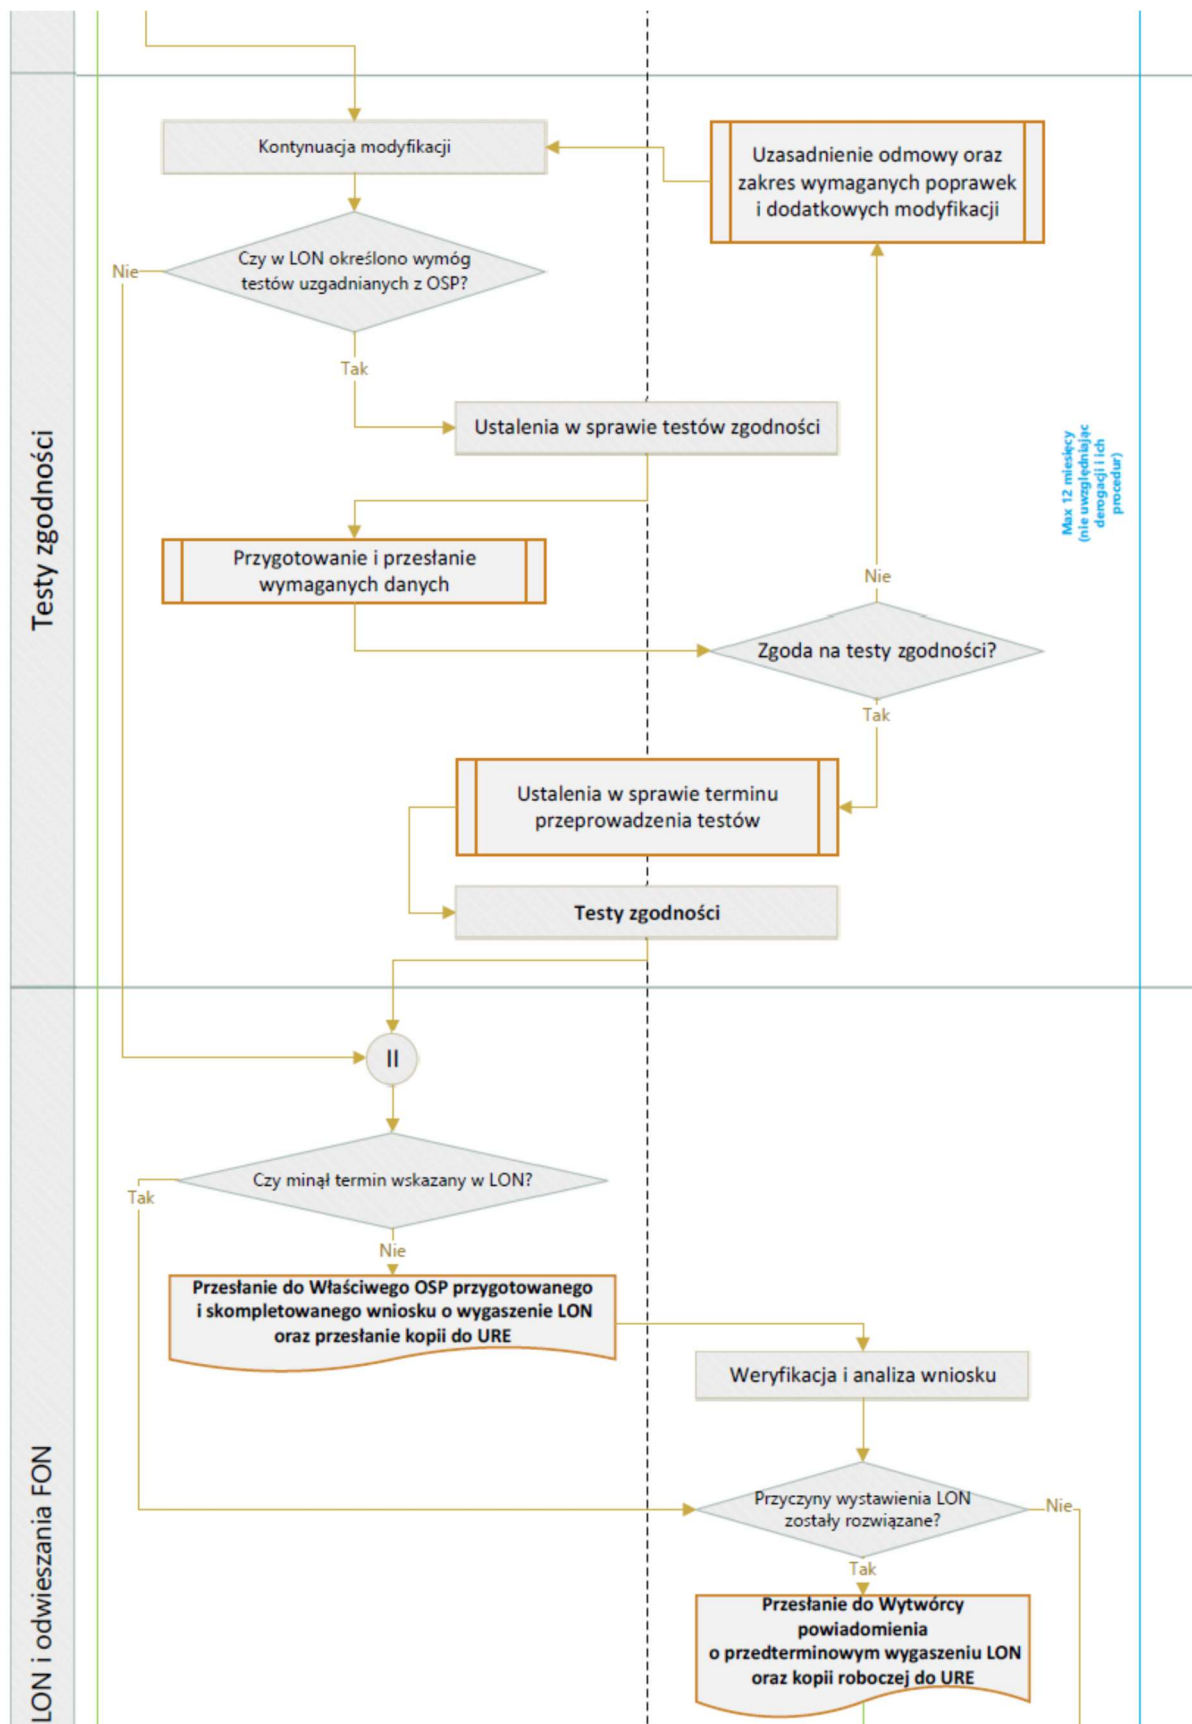 Testy zgodności
Kontynuacja modyfikacji
Uzasadnienie odmowy oraz
zakres wymaganych poprawek
i dodatkowych modyfikacji
Czy w LON określono wymóg
testów uzgadnianych z OSP?
Nie
Tak
Ustalenia w sprawie testów zgodności
Max 12 miesięcy
(nie uwzględniając
derogacji i ich
procedur)
Przygotowanie i przesłanie
wymaganych danych
Nie
Zgoda na testy zgodności?
Tak
Ustalenia w sprawie terminu
przeprowadzenia testów
Testy zgodności
LON i odwieszania FON
II
Czy minął termin wskazany w LON?
Tak
Nie
Przesłanie do Właściwego OSP przygotowanego
i skompletowanego wniosku o wygaszenie LON
oraz przesłanie kopii do URE
Weryfikacja i analiza wniosku
Przyczyny wystawienia LON
zostały rozwiązane?
Nie
Tak
Przesłanie do Wytwórcy
powiadomienia
o przedterminowym wygaszeniu LON
oraz kopii roboczej do URE